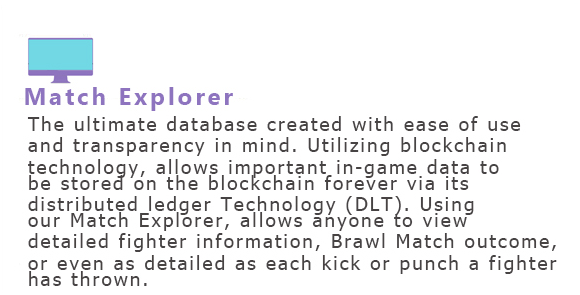 Match Explorer
The ultimate database created with ease of use
and transparency in mind. Utilizing blockchain
technology, allows important in-game data to
be stored on the blockchain forever via its
distributed ledger Technology (DLT). Using
our Match Explorer, allows anyone to view
detailed fighter information, Brawl Match outcome,
or even as detailed as each kick or punch a fighter
has thrown.